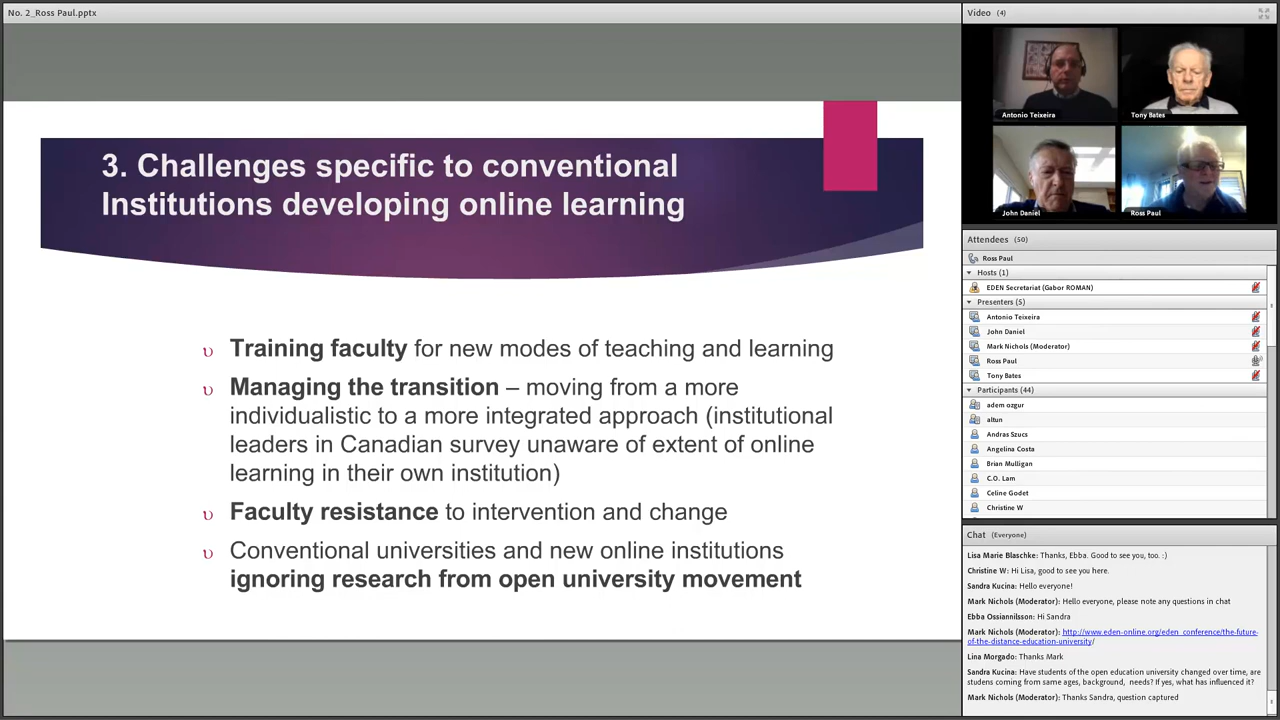 No. 2_Ross Paul.pptx
3. Challenges specific to conventional
Institutions developing online learning
υ Training faculty for new modes of teaching and learning
υ Managing the transition – moving from a more
individualistic to a more integrated approach (institutional
leaders in Canadian survey unaware of extent of online
learning in their own institution)
υ Faculty resistance to intervention and change
υ Conventional universities and new online institutions
ignoring research from open university movement
Video (4)
Antonio Teixeira
Tony Bates
John Daniel
Ross Paul
Attendees (50)
Ross Paul
Hosts (1)
EDEN Secretariat (Gabor ROMAN)
Presenters (5)
Antonio Teixeira
John Daniel
Mark Nichols (Moderator)
Ross Paul
Tony Bates
Participants (44)
adem ozgur
altun
Andras Szucs
Angelina Costa
Brian Mulligan
C.O. Lam
Celine Godet
Christine W
Chat (Everyone)
Lisa Marie Blaschke: Thanks, Ebba. Good to see you, too. :)
Christine W: Hi Lisa, good to see you here.
Sandra Kucina: Hello everyone!
Mark Nichols (Moderator): Hello everyone, please note any questions in chat
Ebba Ossiannilsson: Hi Sandra
Mark Nichols (Moderator): http://www.eden-online.org/eden_conference/the-future-
of-the-distance-education-university/
Lina Morgado: Thanks Mark
Sandra Kucina: Have students of the open education university changed over time, are
studens coming from same ages, background, needs? If yes, what has influenced it?
Mark Nichols (Moderator): Thanks Sandra, question captured